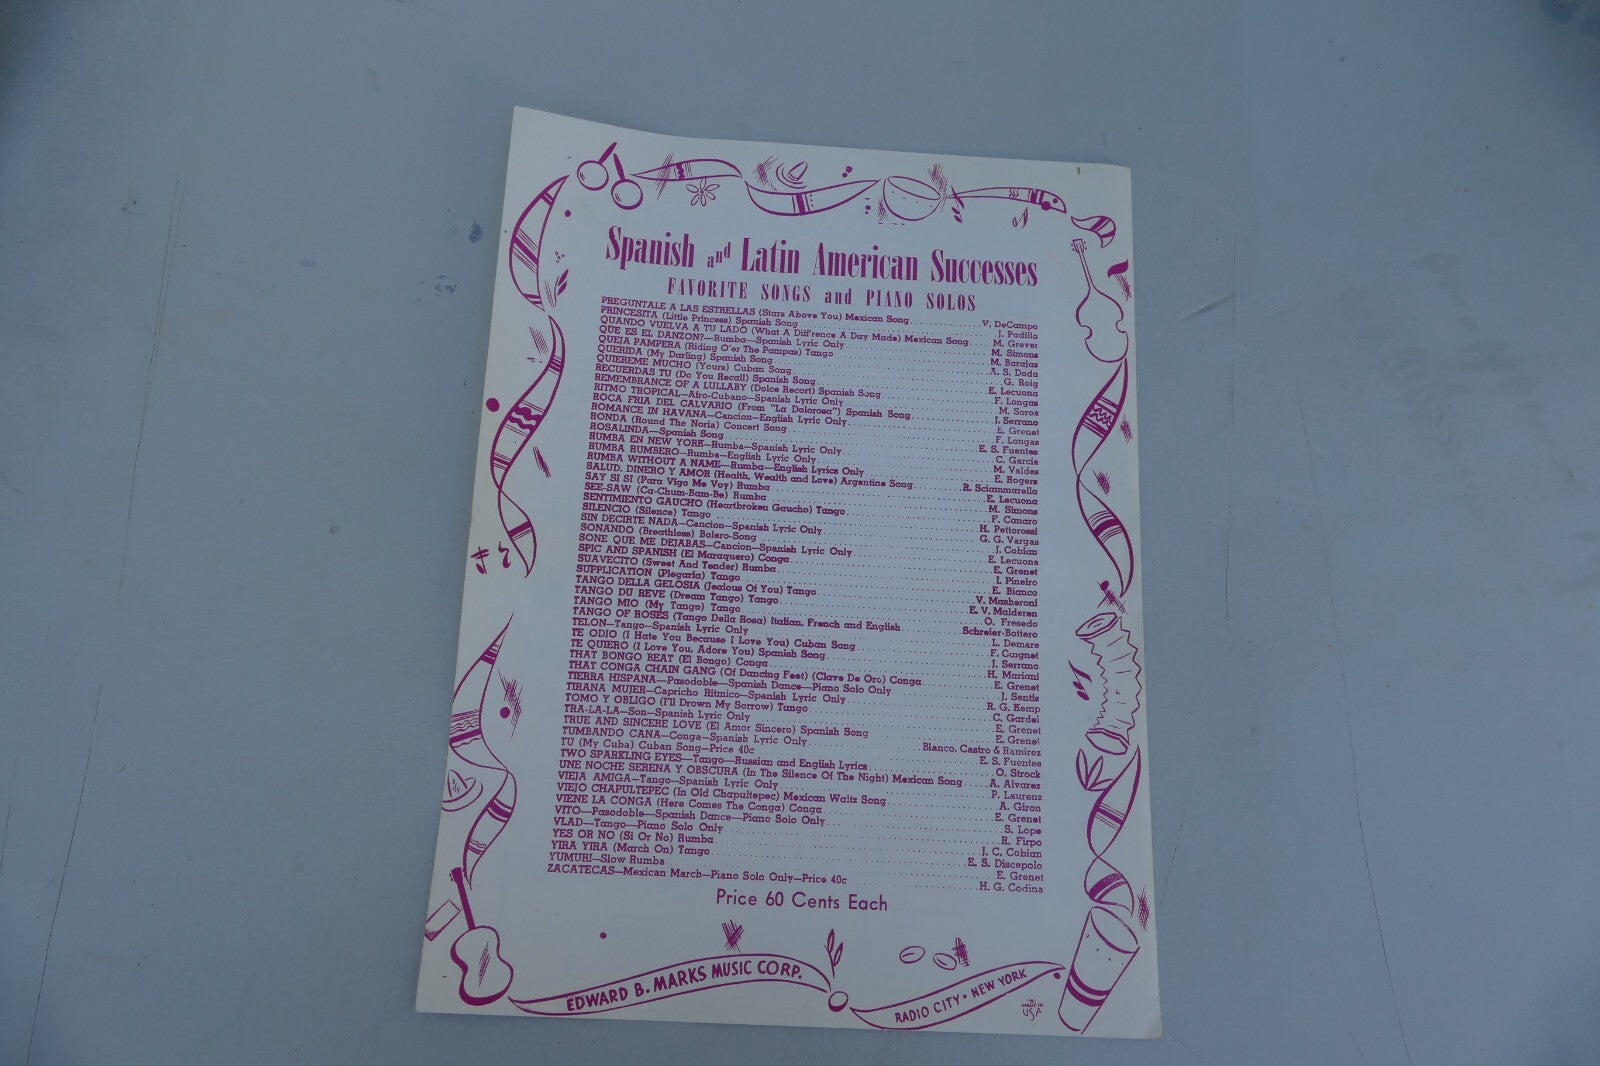 Spanish and Latin American Successes
FAVORITE SONGS and PIANO SOLOS
PREGUNTALE A LAS ESTRELLAS (Stars Above You) Mexican Song V. DeCampo
PRINCESITA (Little Princess) Spanish Song J. Padilla
QUANDO VUELVA A TU LADO (What A Diff'rence A Day Made) Mexican Song M. Grever
QUE ES EL DANZON?—Rumba—Spanish Lyric Only M. Simons
QUEJA PAMPERA (Riding O'er The Pampas) Tango M. Barajas
QUERIDA (My Darling) Spanish Song A. S. Doda
QUIEREME MUCHO (Yours) Cuban Song G. Roig
RECUERDAS TU (Do You Recall) Spanish Song E. Lecuona
REMEMBRANCE OF A LULLABY (Dolce Recort) Spanish Song F. Longas
RITMO TROPICAL—Afro-Cubano—Spanish Lyric Only M. Soroa
ROCA FRIA DEL CALVARIO (From "La Dolorosa") Spanish Song J. Serrano
ROMANCE IN HAVANA—Cancion—English Lyric Only E. Grenet
RONDA (Round The Noria) Concert Song F. Longas
ROSALINDA—Spanish Song E. S. Fuentes
RUMBA EN NEW YORK—Rumba—Spanish Lyric Only C. Garcia
RUMBA RUMBERO—Rumba—English Lyric Only M. Valdes
RUMBA WITHOUT A NAME—Rumba—English Lyrics Only E. Rogers
SALUD, DINERO Y AMOR (Health, Wealth and Love) Argentine Song R. Sciammarella
SAY SI SI (Para Vigo Me Voy) Rumba E. Lecuona
SEE-SAW (Ca-Chum-Bam-Be) Rumba M. Simons
SENTIMIENTO GAUCHO (Heartbroken Gaucho) Tango F. Canaro
SILENCIO (Silence) Tango H. Pettorossi
SIN DECIRTE NADA—Cancion—Spanish Lyric Only G. G. Vargas
SONANDO (Breathless) Bolero-Song J. Cobian
SONE QUE ME DEJABAS—Cancion—Spanish Lyric Only E. Lecuona
SPIC AND SPANISH (El Maraquero) Conga E. Grenet
SUAVECITO (Sweet And Tender) Rumba I. Pineiro
SUPPLICATION (Plegaria) Tango E. Bianco
TANGO DELLA GELOSIA (Jealous Of You) Tango V. Masheroni
TANGO DU REVE (Dream Tango) Tango E. V. Malderen
TANGO MIO (My Tango) Tango O. Fresedo
TANGO OF ROSES (Tango Della Rosa) Italian, French and English Schreier-Bottero
TELON—Tango—Spanish Lyric Only L. Demare
TE ODIO (I Hate You Because I Love You) Cuban Song F. Caignet
TE QUIERO (I Love You, Adore You) Spanish Song J. Serrano
THAT BONGO BEAT (El Bongo) Conga H. Mariani
THAT CONGA CHAIN GANG (Of Dancing Feet) (Clave De Oro) Conga E. Grenet
TIERRA HISPANA—Pasodoble—Spanish Dance—Piano Solo Only J. Sentis
TIRANA MUJER—Capricho Ritmico—Spanish Lyric Only R. G. Kemp
TOMO Y OBLIGO (I'll Drown My Sorrow) Tango C. Gardel
TRA-LA-LA—Son—Spanish Lyric Only E. Grenet
TRUE AND SINCERE LOVE (El Amor Sincero) Spanish Song E. Grenet
TUMBANDO CANA—Conga—Spanish Lyric Only Blanco, Castro & Ramirez
TU (My Cuba) Cuban Song—Price 40c E. S. Fuentes
TWO SPARKLING EYES—Tango—Russian and English Lyrics O. Strock
UNE NOCHE SERENA Y OBSCURA (In The Silence Of The Night) Mexican Song A. Alvarez
VIEJA AMIGA—Tango—Spanish Lyric Only P. Laurenz
VIEJO CHAPULTEPEC (In Old Chapultepec) Mexican Waltz Song A. Giron
VIENE LA CONGA (Here Comes The Conga) Conga E. Grenet
VITO—Pasodoble—Spanish Dance—Piano Solo Only S. Lope
VLAD—Tango—Piano Solo Only R. Firpo
YES OR NO (Si Or No) Rumba J. C. Cobian
YIRA YIRA (March On) Tango E. S. Discepolo
YUMURI—Slow Rumba E. Grenet
ZACATECAS—Mexican March—Piano Solo Only—Price 40c H. G. Codina
Price 60 Cents Each
EDWARD B. MARKS MUSIC CORP.
RADIO CITY • NEW YORK
MADE IN
USA